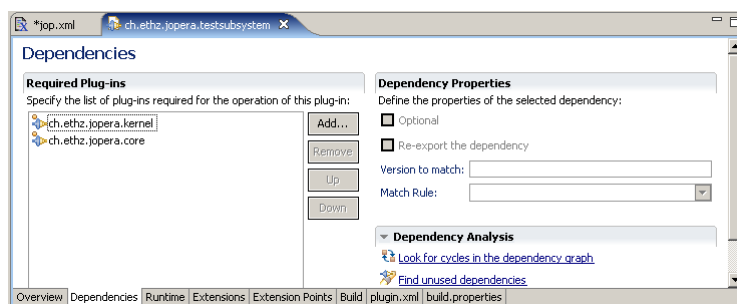 *jop.xml
ch.ethz.jopera.testsubsystem
Dependencies
Required Plug-ins
Specify the list of plug-ins required for the operation of this plug-in:
ch.ethz.jopera.kernel
ch.ethz.jopera.core
Add...
Remove
Up
Down
Dependency Properties
Define the properties of the selected dependency:
Optional
Re-export the dependency
Version to match:
Match Rule:
Dependency Analysis
Look for cycles in the dependency graph
Find unused dependencies
Overview Dependencies Runtime Extensions Extension Points Build plugin.xml build.properties